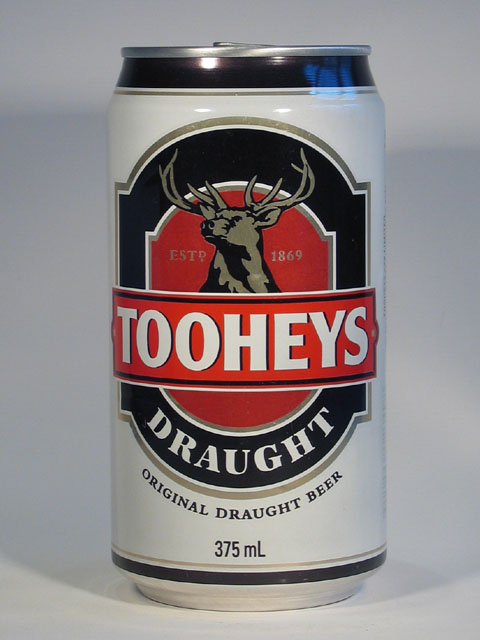 ESTD 1869
TOOHEYS
DRAUGHT
ORIGINAL DRAUGHT BEER
375 mL